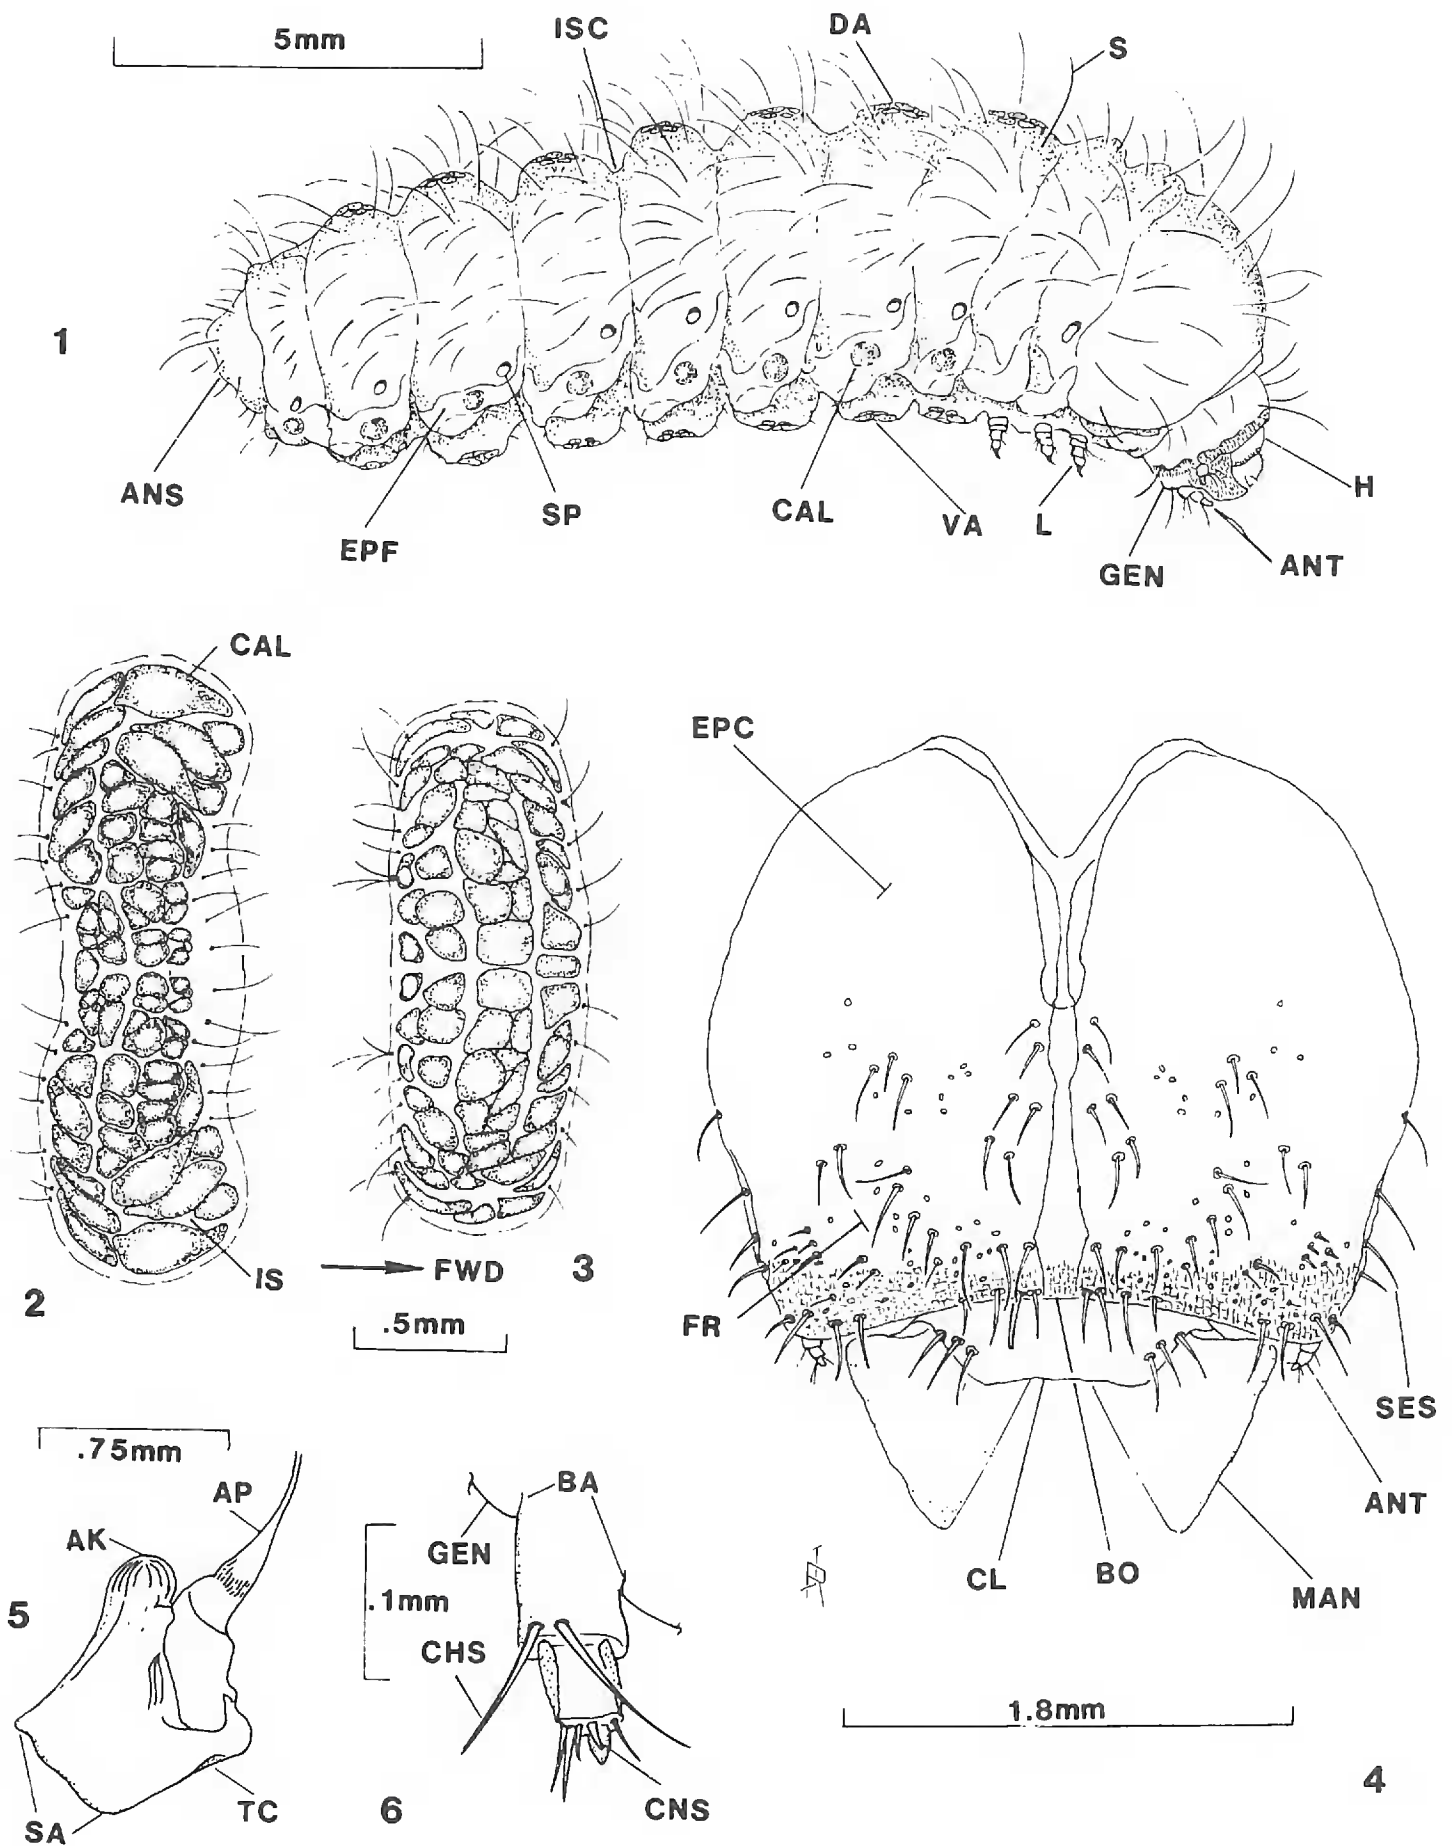 5mm
ISC
DA
S
1
ANS
EPF
SP
CAL
VA
L
GEN
ANT
H
CAL
2
IS
FWD
3
.5mm
EPC
FR
SES
ANT
MAN
BO
CL
1.8mm
4
.75mm
AP
AK
5
SA
TC
BA
GEN
.1mm
CHS
6
CNS